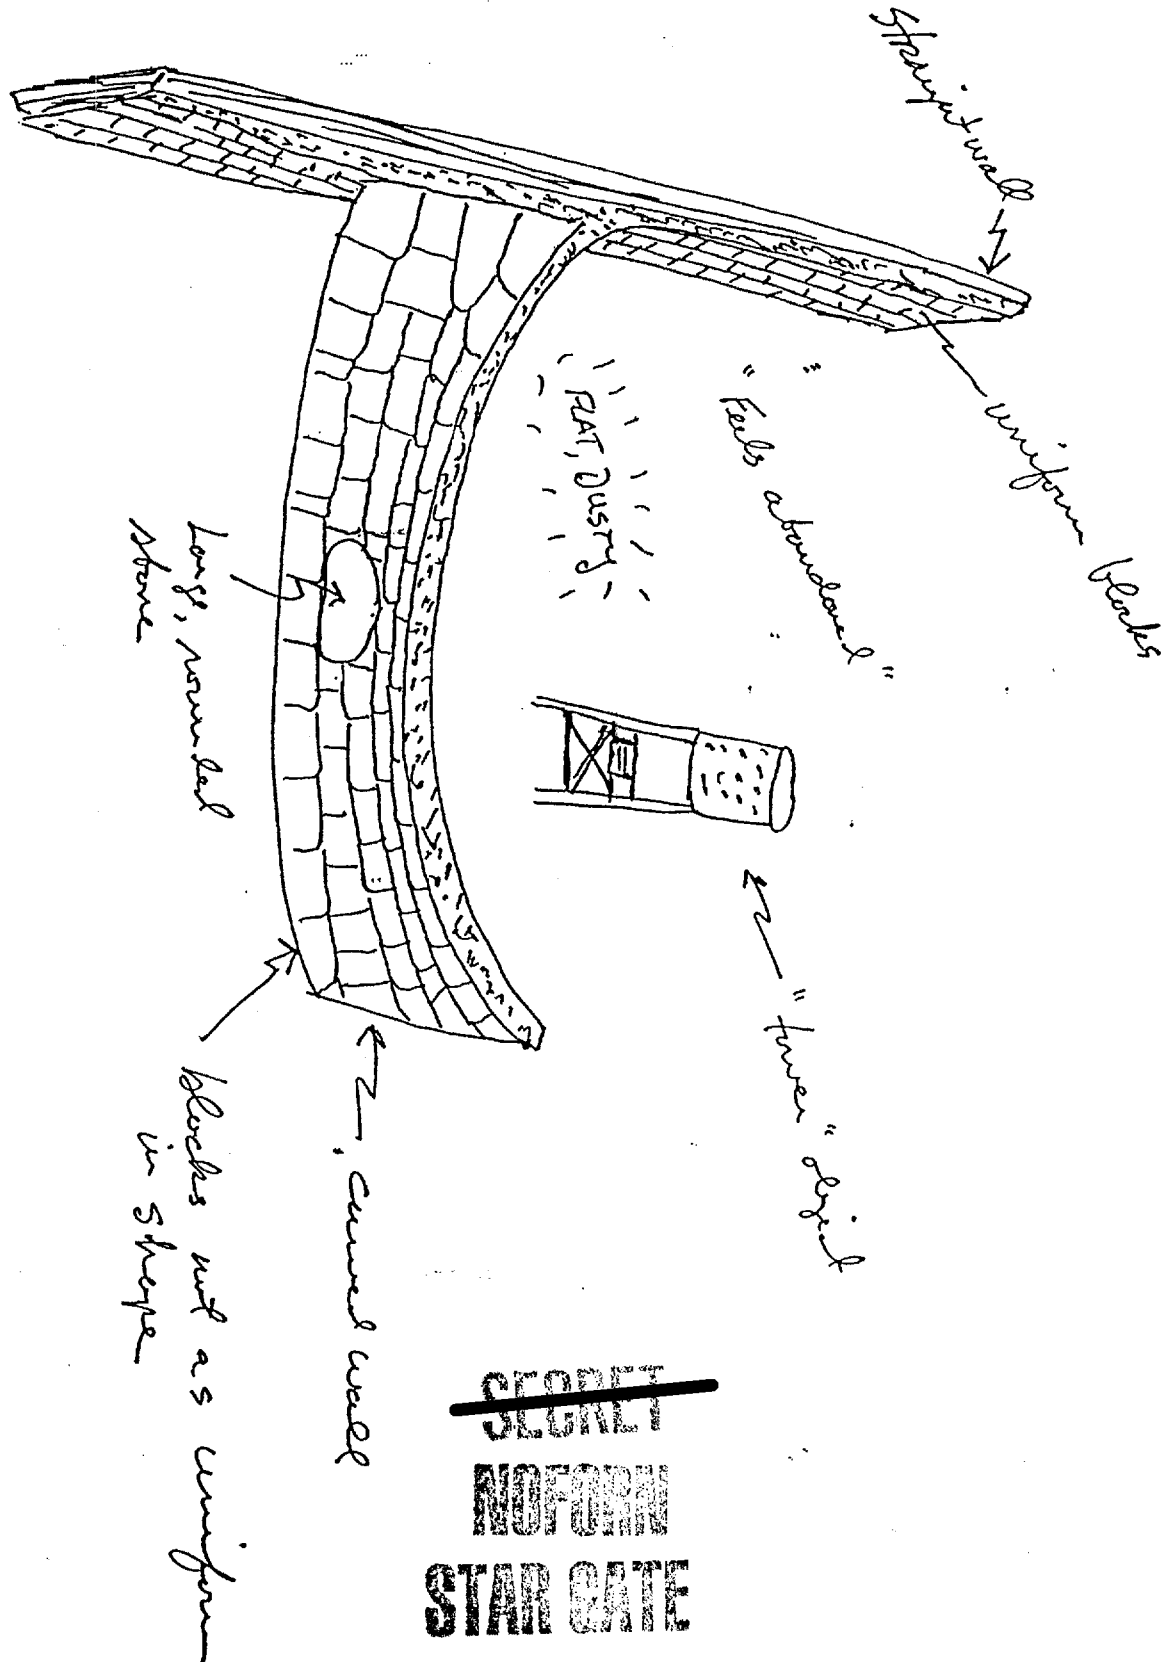 straight wall
uniform blocks
"Feels abandoned"
FLAT, DUSTY
"tower" object
Large, rounded
stone
curved wall
blocks not as uniform
in shape
SECRET
NOFORN
STAR GATE